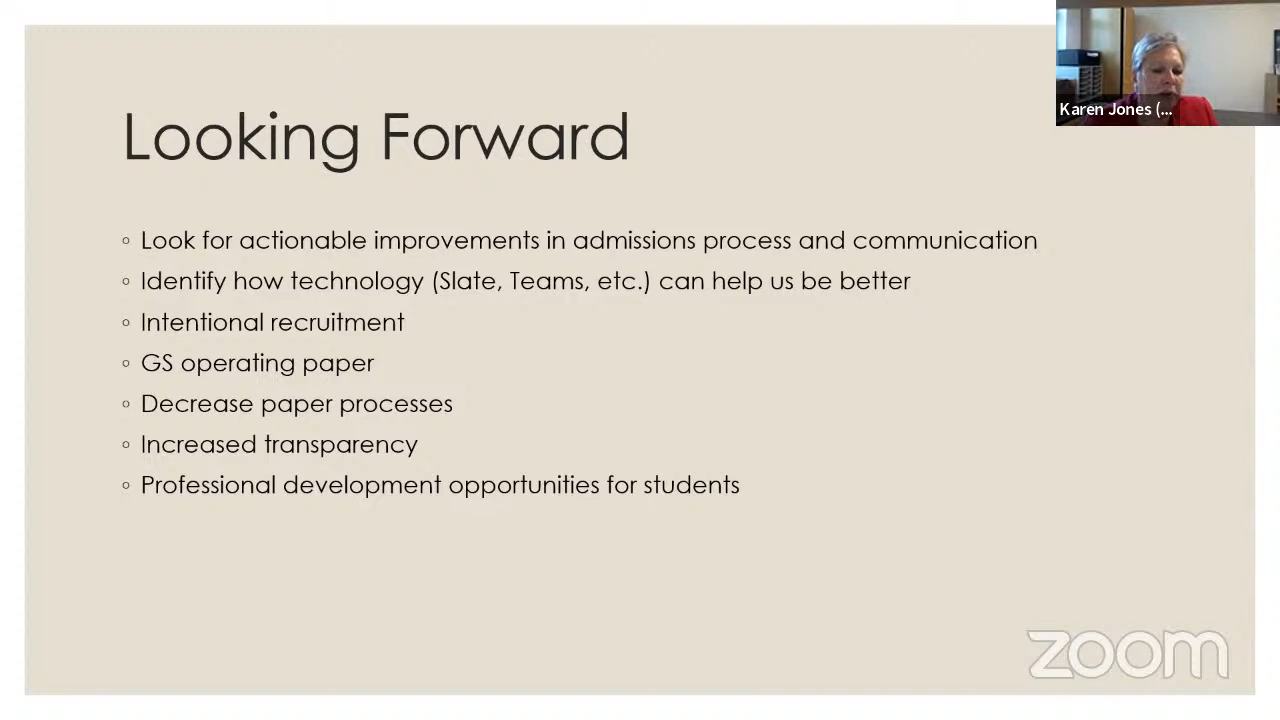 Looking Forward
◦ Look for actionable improvements in admissions process and communication
◦ Identify how technology (Slate, Teams, etc.) can help us be better
◦ Intentional recruitment
◦ GS operating paper
◦ Decrease paper processes
◦ Increased transparency
◦ Professional development opportunities for students
Karen Jones (...
zoom